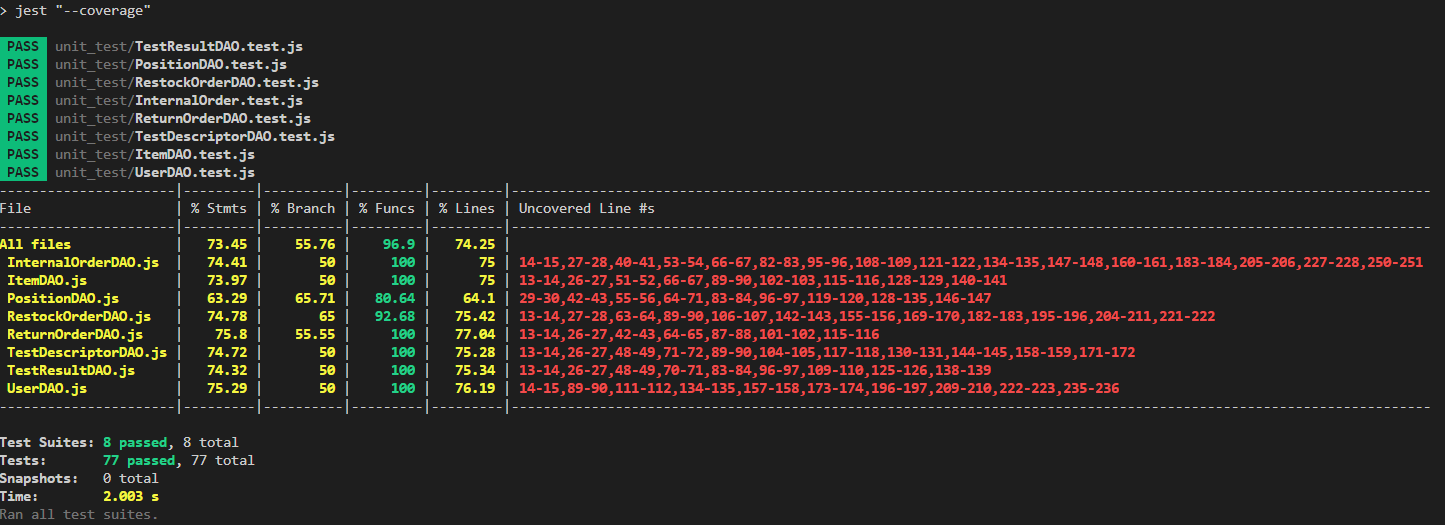 > jest "--coverage"
PASS unit_test/TestResultDAO.test.js
PASS unit_test/PositionDAO.test.js
PASS unit_test/RestockOrderDAO.test.js
PASS unit_test/InternalOrder.test.js
PASS unit_test/ReturnOrderDAO.test.js
PASS unit_test/TestDescriptorDAO.test.js
PASS unit_test/ItemDAO.test.js
PASS unit_test/UserDAO.test.js
----------------------|---------|----------|---------|---------|-------------------------------------------------------------------------------------------------------------------
File                  | % Stmts | % Branch | % Funcs | % Lines | Uncovered Line #s
----------------------|---------|----------|---------|---------|-------------------------------------------------------------------------------------------------------------------
All files             |   73.45 |    55.76 |    96.9 |   74.25 |
 InternalOrderDAO.js  |   74.41 |       50 |     100 |      75 | 14-15,27-28,40-41,53-54,66-67,82-83,95-96,108-109,121-122,134-135,147-148,160-161,183-184,205-206,227-228,250-251
 ItemDAO.js           |   73.97 |       50 |     100 |      75 | 13-14,26-27,51-52,66-67,89-90,102-103,115-116,128-129,140-141
 PositionDAO.js       |   63.29 |    65.71 |   80.64 |    64.1 | 29-30,42-43,55-56,64-71,83-84,96-97,119-120,128-135,146-147
 RestockOrderDAO.js   |   74.78 |       65 |   92.68 |   75.42 | 13-14,27-28,63-64,89-90,106-107,142-143,155-156,169-170,182-183,195-196,204-211,221-222
 ReturnOrderDAO.js    |    75.8 |    55.55 |     100 |   77.04 | 13-14,26-27,42-43,64-65,87-88,101-102,115-116
 TestDescriptorDAO.js |   74.72 |       50 |     100 |   75.28 | 13-14,26-27,48-49,71-72,89-90,104-105,117-118,130-131,144-145,158-159,171-172
 TestResultDAO.js     |   74.32 |       50 |     100 |   75.34 | 13-14,26-27,48-49,70-71,83-84,96-97,109-110,125-126,138-139
 UserDAO.js           |   75.29 |       50 |     100 |   76.19 | 14-15,89-90,111-112,134-135,157-158,173-174,196-197,209-210,222-223,235-236
----------------------|---------|----------|---------|---------|-------------------------------------------------------------------------------------------------------------------
Test Suites: 8 passed, 8 total
Tests:       77 passed, 77 total
Snapshots:   0 total
Time:        2.003 s
Ran all test suites.